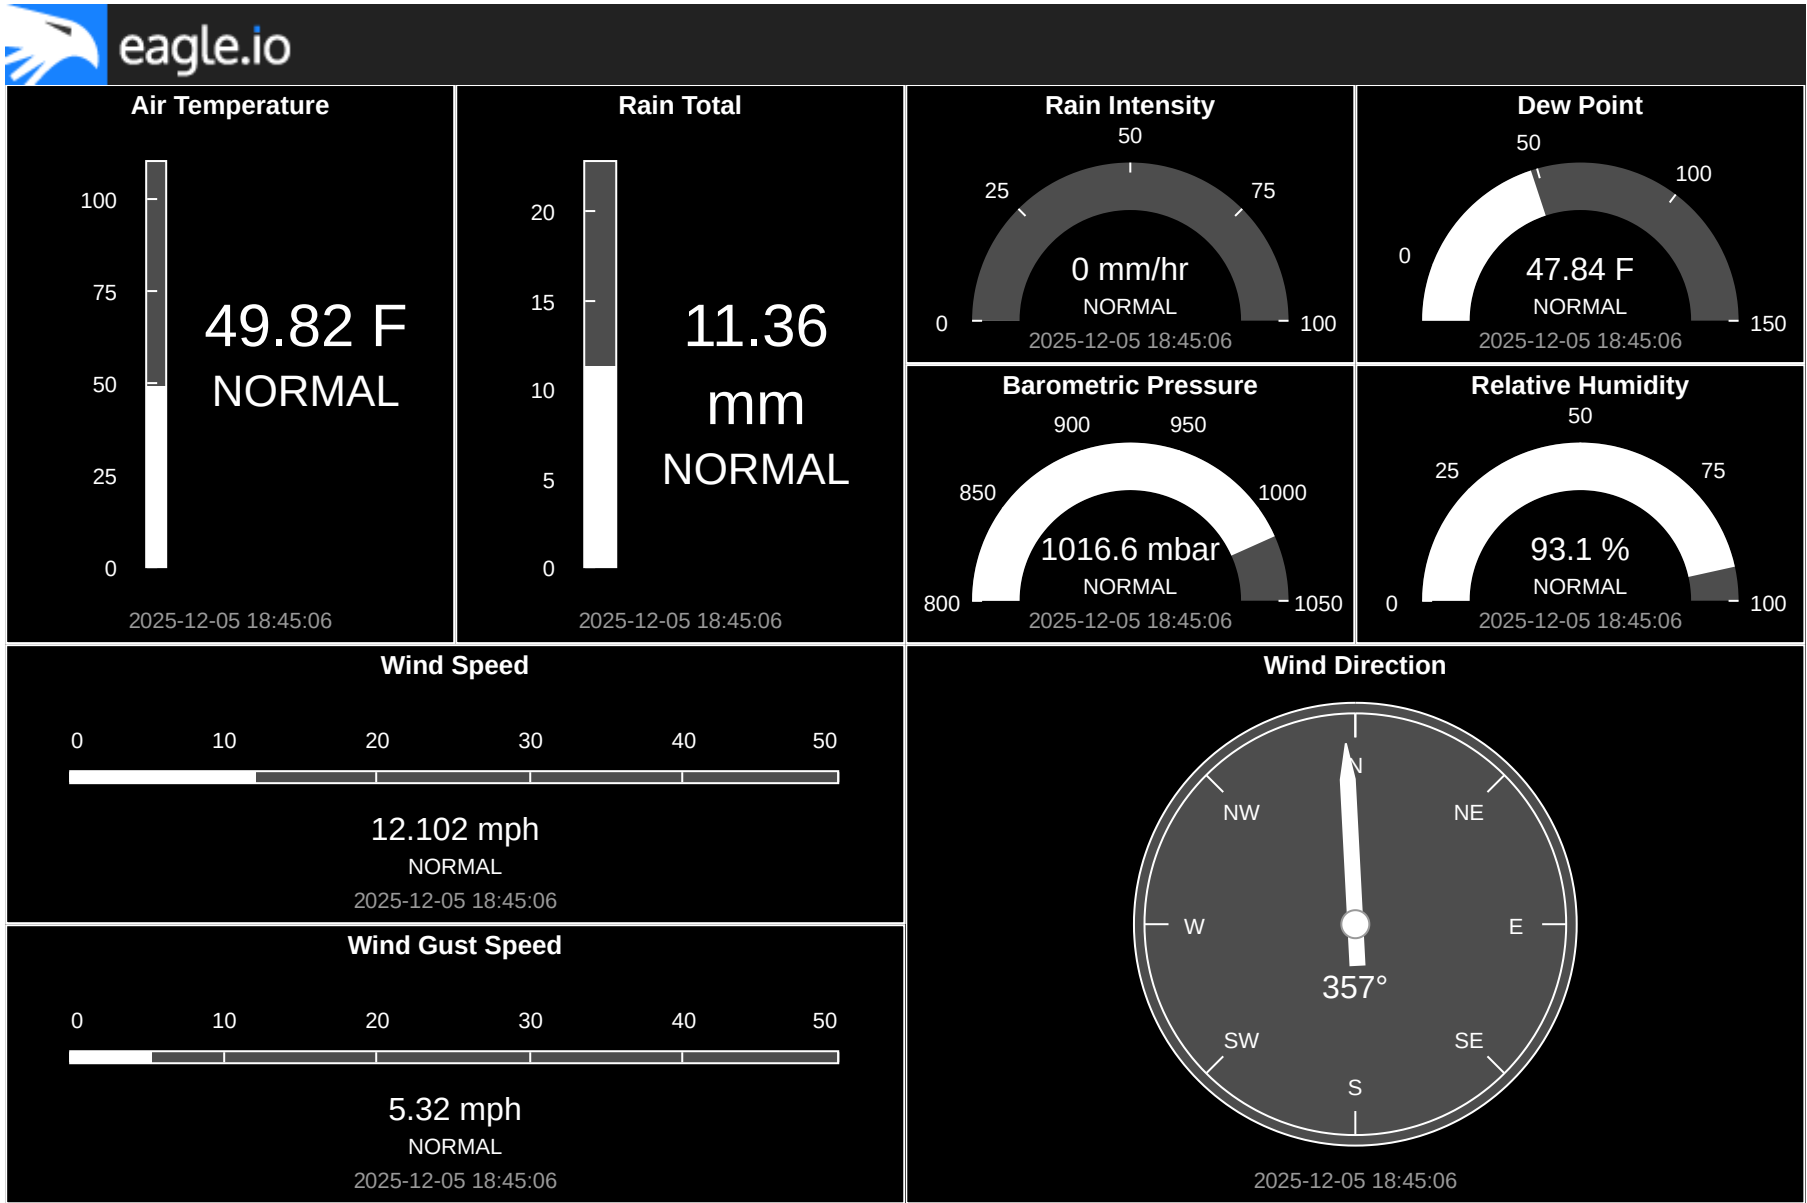 eagle.io
Air Temperature
100
75
50
25
0
49.82 F
NORMAL
2025-12-05 18:45:06
Rain Total
20
15
10
5
0
11.36
mm
NORMAL
2025-12-05 18:45:06
Rain Intensity
50
25
75
0
100
0 mm/hr
NORMAL
2025-12-05 18:45:06
Dew Point
50
100
0
150
47.84 F
NORMAL
2025-12-05 18:45:06
Barometric Pressure
900
950
850
1000
800
1050
1016.6 mbar
NORMAL
2025-12-05 18:45:06
Relative Humidity
50
25
75
0
100
93.1 %
NORMAL
2025-12-05 18:45:06
Wind Speed
0 10 20 30 40 50
12.102 mph
NORMAL
2025-12-05 18:45:06
Wind Gust Speed
0 10 20 30 40 50
5.32 mph
NORMAL
2025-12-05 18:45:06
Wind Direction
N
NW
NE
W
E
357°
SW
SE
S
2025-12-05 18:45:06